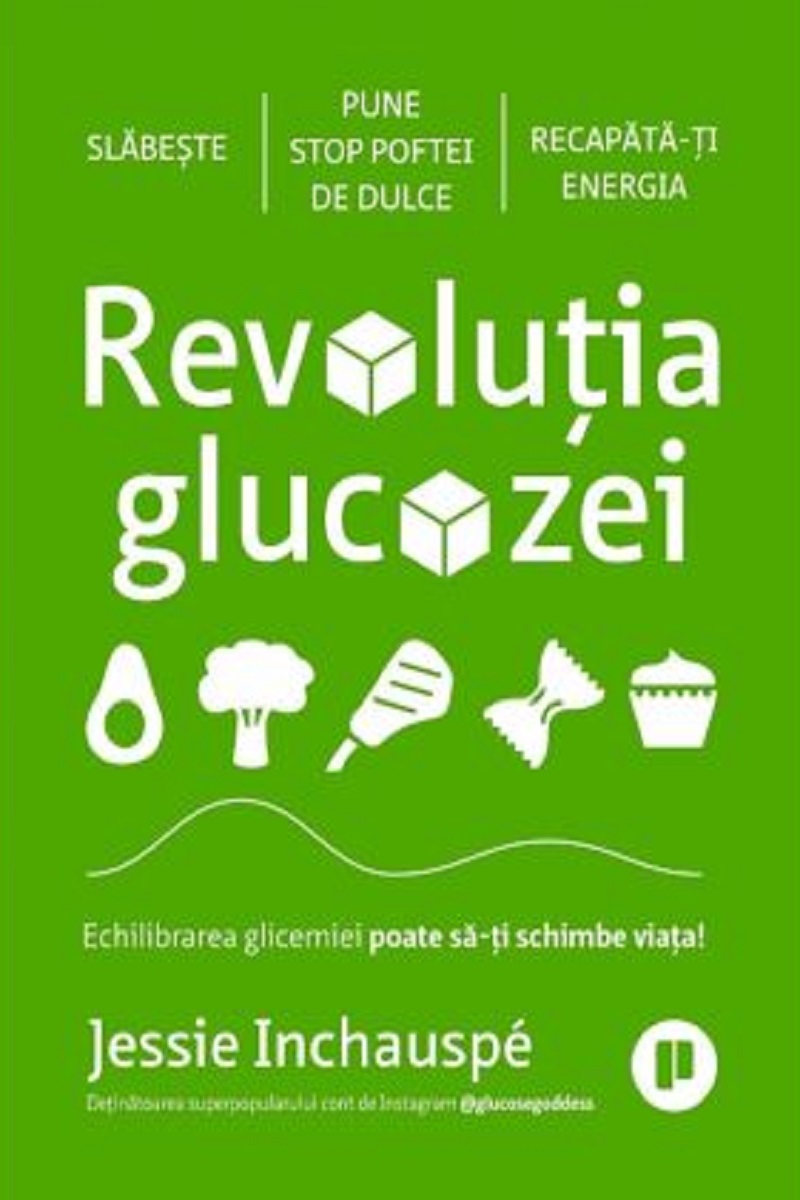 SLĂBEȘTE
PUNE
STOP POFTEI
DE DULCE
RECAPĂTĂ-ȚI
ENERGIA
Revoluția
glucozei
Echilibrarea glicemiei poate să-ți schimbe viața!
Jessie Inchauspé
Deținătoarea superpopularului cont de Instagram @glucosegoddess